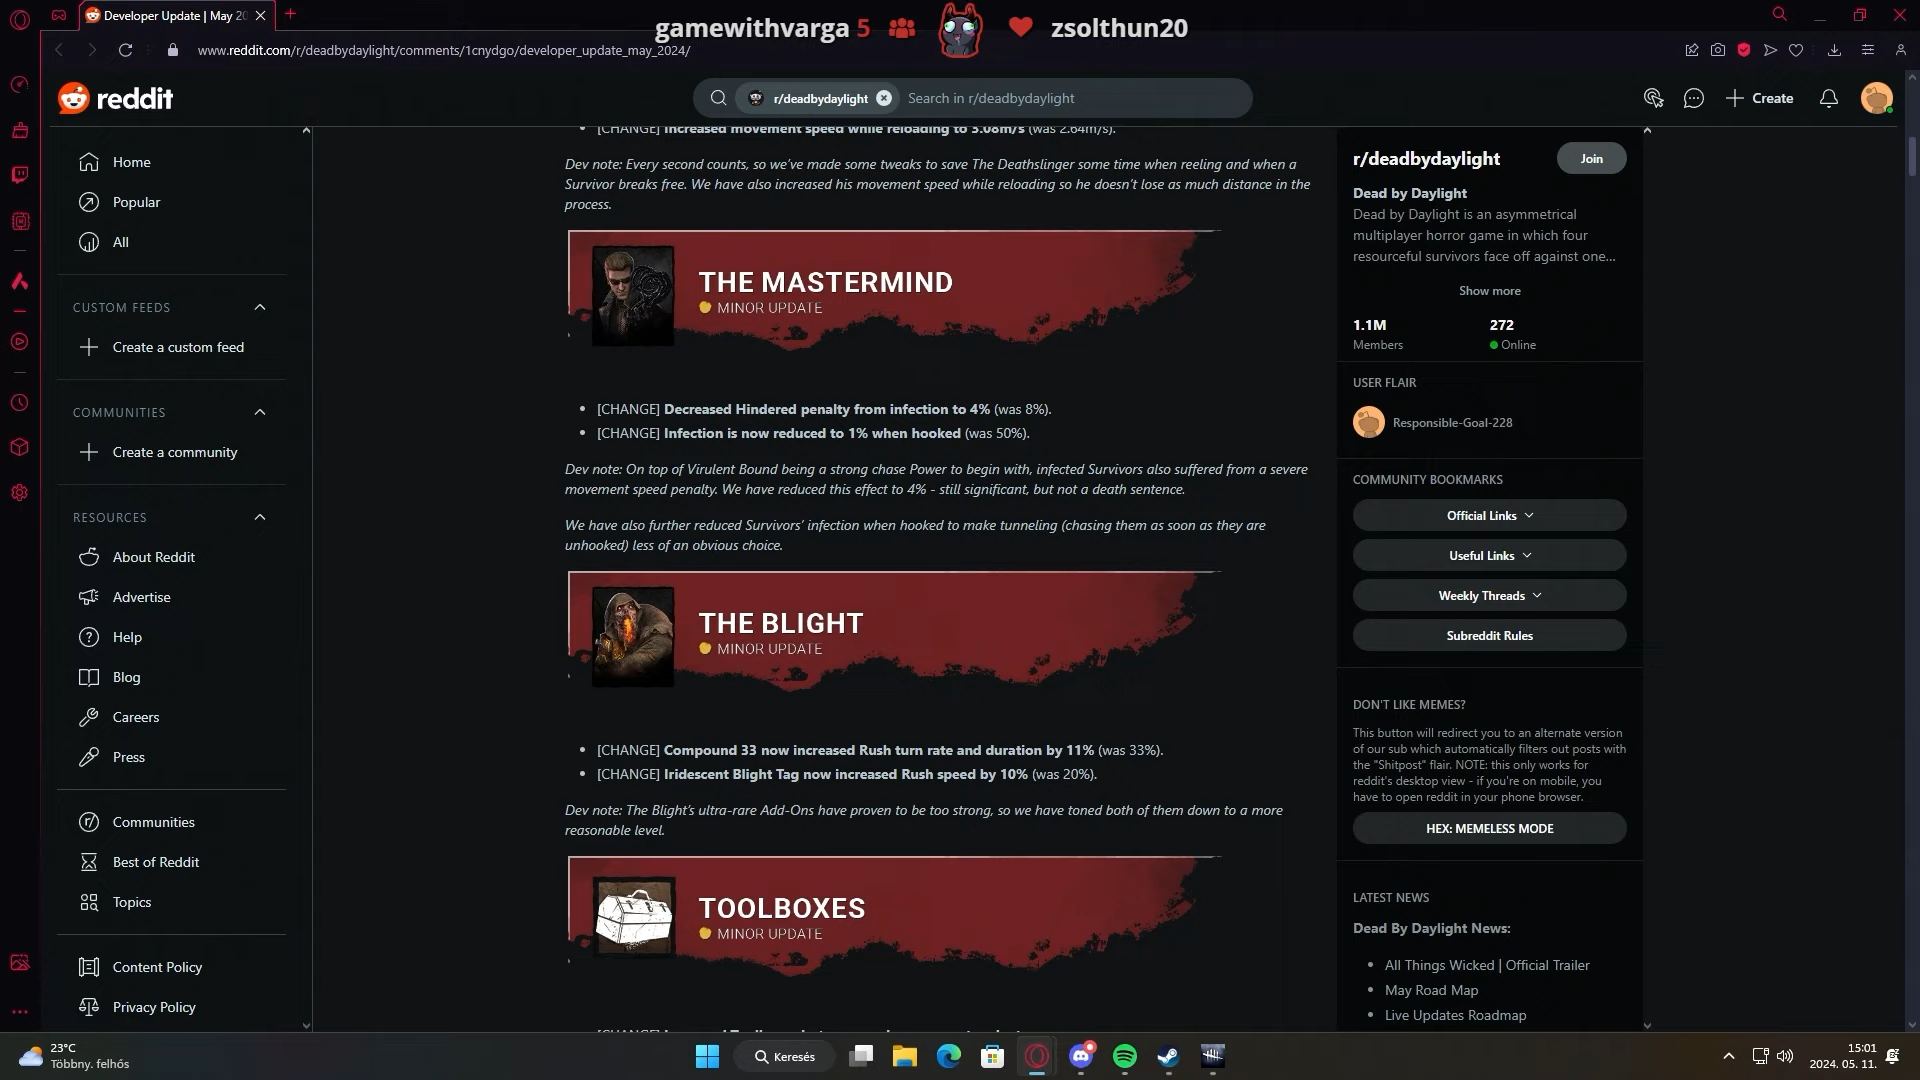 Developer Update | May 20
gamewithvarga 5
zsolthun20
www.reddit.com/r/deadbydaylight/comments/1cnydgo/developer_update_may_2024/
reddit
r/deadbydaylight
Search in r/deadbydaylight
Create
Home
Popular
All
CUSTOM FEEDS
Create a custom feed
COMMUNITIES
Create a community
RESOURCES
About Reddit
Advertise
Help
Blog
Careers
Press
Communities
Best of Reddit
Topics
Content Policy
Privacy Policy
[CHANGE] Increased movement speed while reloading to 3.08m/s (was 2.64m/s).
Dev note: Every second counts, so we've made some tweaks to save The Deathslinger some time when reeling and when a
Survivor breaks free. We have also increased his movement speed while reloading so he doesn't lose as much distance in the
process.
THE MASTERMIND
MINOR UPDATE
[CHANGE] Decreased Hindered penalty from infection to 4% (was 8%).
[CHANGE] Infection is now reduced to 1% when hooked (was 50%).
Dev note: On top of Virulent Bound being a strong chase Power to begin with, infected Survivors also suffered from a severe
movement speed penalty. We have reduced this effect to 4% - still significant, but not a death sentence.
We have also further reduced Survivors' infection when hooked to make tunneling (chasing them as soon as they are
unhooked) less of an obvious choice.
THE BLIGHT
MINOR UPDATE
[CHANGE] Compound 33 now increased Rush turn rate and duration by 11% (was 33%).
[CHANGE] Iridescent Blight Tag now increased Rush speed by 10% (was 20%).
Dev note: The Blight's ultra-rare Add-Ons have proven to be too strong, so we have toned both of them down to a more
reasonable level.
TOOLBOXES
MINOR UPDATE
r/deadbydaylight
Join
Dead by Daylight
Dead by Daylight is an asymmetrical
multiplayer horror game in which four
resourceful survivors face off against one...
Show more
1.1M
272
Members
Online
USER FLAIR
Responsible-Goal-228
COMMUNITY BOOKMARKS
Official Links
Useful Links
Weekly Threads
Subreddit Rules
DON'T LIKE MEMES?
This button will redirect you to an alternate version
of our sub which automatically filters out posts with
the "Shitpost" flair. NOTE: this only works for
reddit's desktop view - if you're on mobile, you
have to open reddit in your phone browser.
HEX: MEMELESS MODE
LATEST NEWS
Dead By Daylight News:
All Things Wicked | Official Trailer
May Road Map
Live Updates Roadmap
23°C
Többny. felhős
Keresés
15:01
2024. 05. 11.